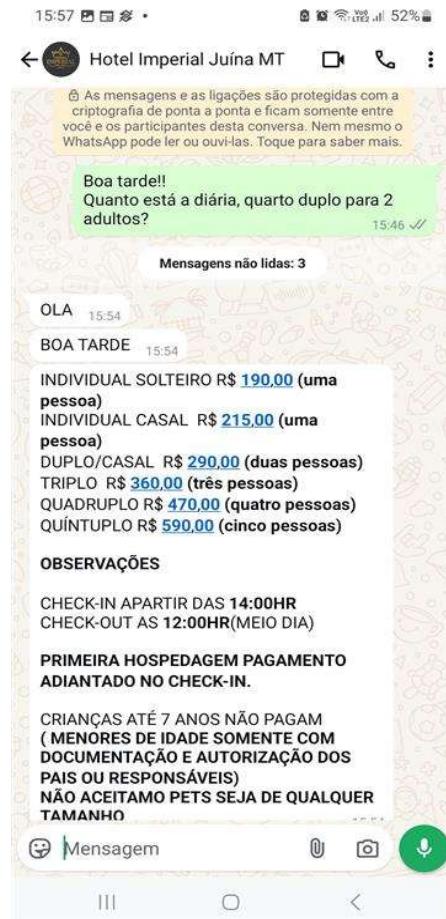 15:57
52%
Hotel Imperial Juína MT
As mensagens e as ligações são protegidas com a
criptografia de ponta a ponta e ficam somente entre
você e os participantes desta conversa. Nem mesmo o
WhatsApp pode ler ou ouvi-las. Toque para saber mais.
Boa tarde!!
Quanto está a diária, quarto duplo para 2
adultos?
15:46
Mensagens não lidas: 3
OLA 15:54
BOA TARDE 15:54
INDIVIDUAL SOLTEIRO R$ 190,00 (uma
pessoa)
INDIVIDUAL CASAL R$ 215,00 (uma
pessoa)
DUPLO/CASAL R$ 290,00 (duas pessoas)
TRIPLO R$ 360,00 (três pessoas)
QUADRUPLO R$ 470,00 (quatro pessoas)
QUÍNTUPLO R$ 590,00 (cinco pessoas)
OBSERVAÇÕES
CHECK-IN APARTIR DAS 14:00HR
CHECK-OUT AS 12:00HR(MEIO DIA)
PRIMEIRA HOSPEDAGEM PAGAMENTO
ADIANTADO NO CHECK-IN.
CRIANÇAS ATÉ 7 ANOS NÃO PAGAM
( MENORES DE IDADE SOMENTE COM
DOCUMENTAÇÃO E AUTORIZAÇÃO DOS
PAIS OU RESPONSÁVEIS)
NÃO ACEITAMO PETS SEJA DE QUALQUER
TAMANHO
Mensagem